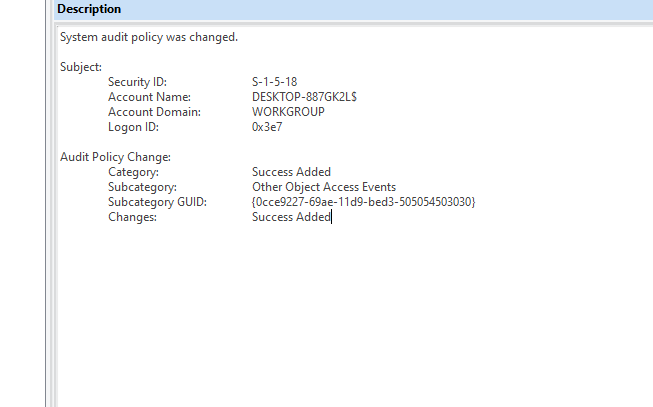 Description
System audit policy was changed.
Subject:
Security ID: S-1-5-18
Account Name: DESKTOP-887GK2L$
Account Domain: WORKGROUP
Logon ID: 0x3e7
Audit Policy Change:
Category: Success Added
Subcategory: Other Object Access Events
Subcategory GUID: {0cce9227-69ae-11d9-bed3-505054503030}
Changes: Success Added